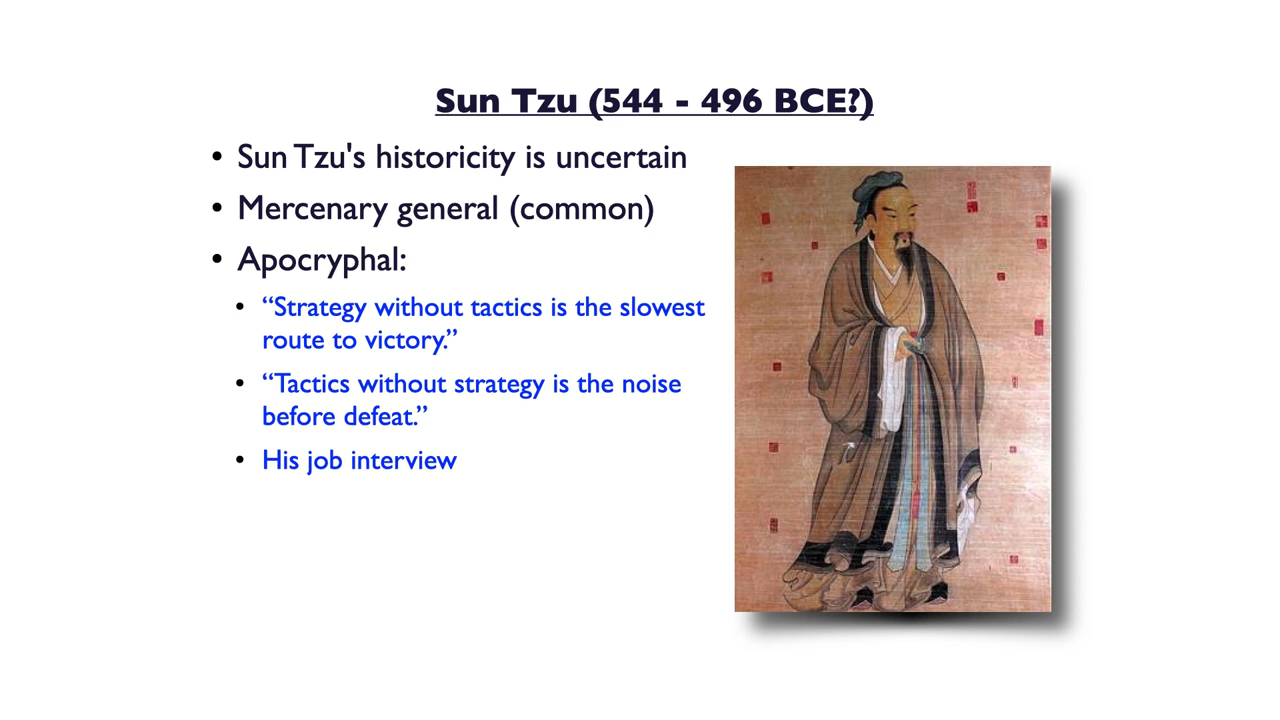 Sun Tzu (544 - 496 BCE?)
• Sun Tzu's historicity is uncertain
• Mercenary general (common)
• Apocryphal:
• “Strategy without tactics is the slowest
route to victory.”
• “Tactics without strategy is the noise
before defeat.”
• His job interview